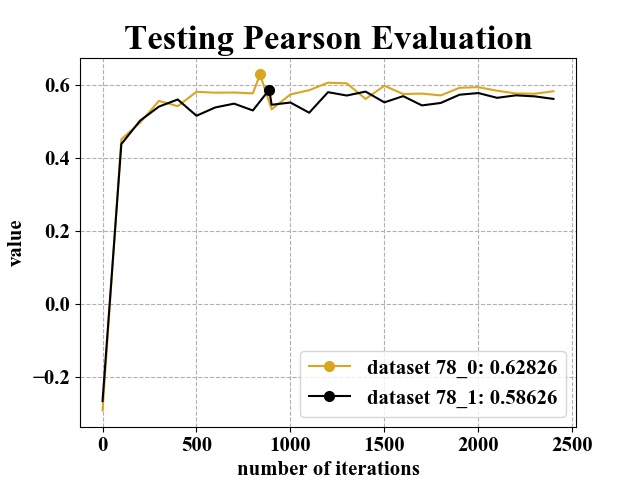 Testing Pearson Evaluation
value
0.6
0.4
0.2
0.0
−0.2
dataset 78_0: 0.62826
dataset 78_1: 0.58626
0 500 1000 1500 2000 2500
number of iterations